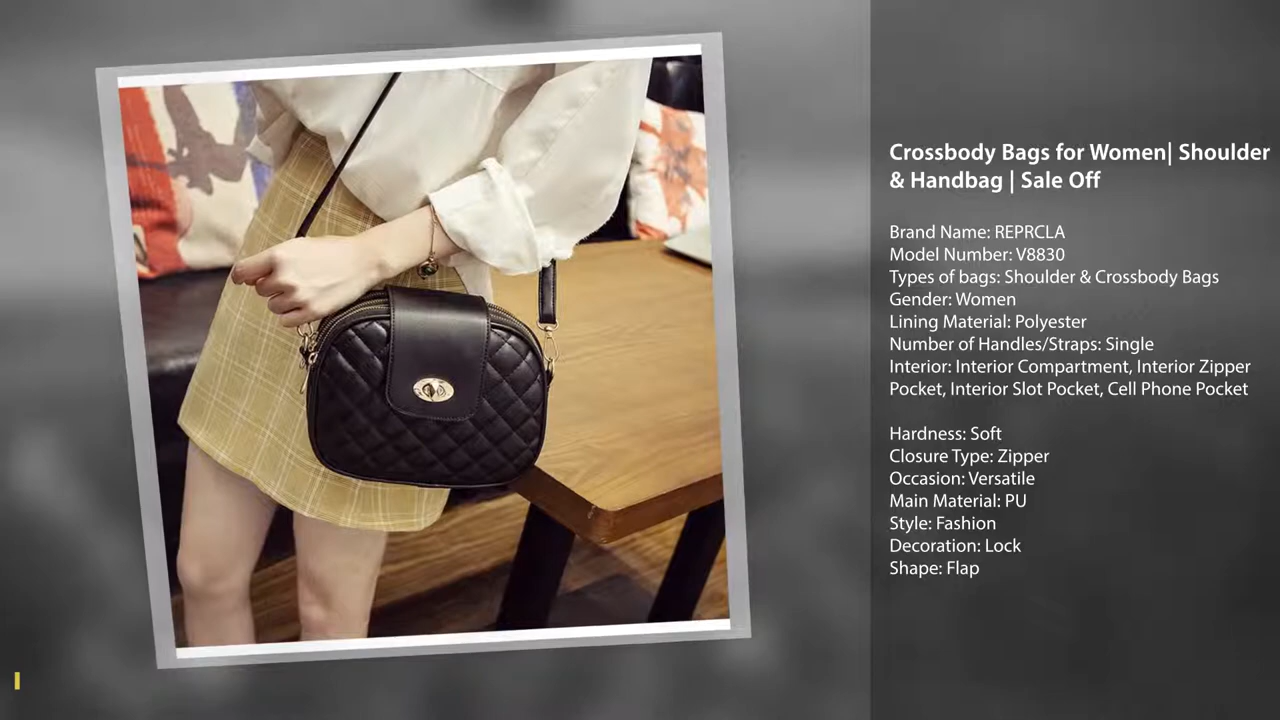 Crossbody Bags for Women| Shoulder
& Handbag | Sale Off
Brand Name: REPRCLA
Model Number: V8830
Types of bags: Shoulder & Crossbody Bags
Gender: Women
Lining Material: Polyester
Number of Handles/Straps: Single
Interior: Interior Compartment, Interior Zipper
Pocket, Interior Slot Pocket, Cell Phone Pocket
Hardness: Soft
Closure Type: Zipper
Occasion: Versatile
Main Material: PU
Style: Fashion
Decoration: Lock
Shape: Flap